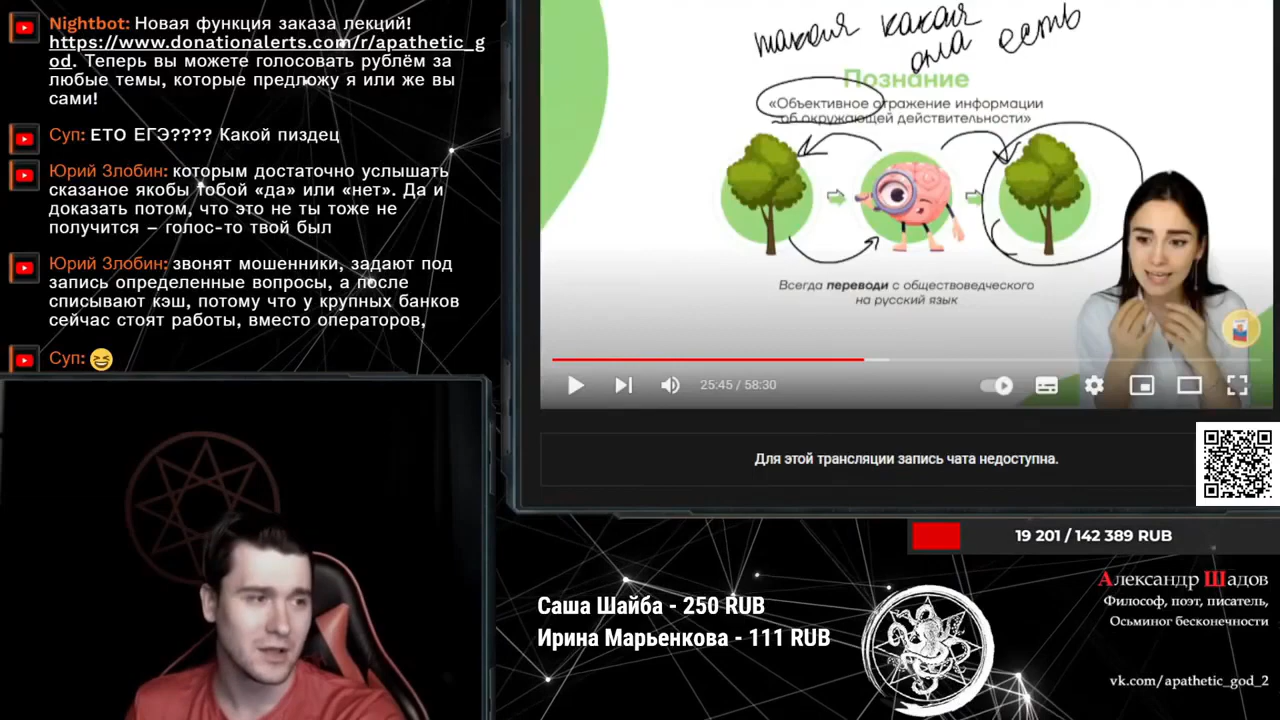 Nightbot: Новая функция заказа лекций!
https://www.donationalerts.com/r/apathetic_g
od. Теперь вы можете голосовать рублём за
любые темы, которые предложу я или же вы
сами!
Суп: ЕТО ЕГЭ???? Какой пиздец
Юрий Злобин: которым достаточно услышать
сказаное якобы тобой «да» или «нет». Да и
доказать потом, что это не ты тоже не
получится – голос-то твой был
Юрий Злобин: звонят мошенники, задают под
запись определенные вопросы, а после
списывают кэш, потому что у крупных банков
сейчас стоят работы, вместо операторов,
Суп: 😆
такая какая
она есть
Познание
«Объективное отражение информации
об окружающей действительности»
Всегда переводи с обществоведческого
на русский язык
25:45 / 58:30
Для этой трансляции запись чата недоступна.
19 201 / 142 389 RUB
Саша Шайба - 250 RUB
Ирина Марьенкова - 111 RUB
Александр Шадов
Философ, поэт, писатель,
Осьминог бесконечности
vk.com/apathetic_god_2